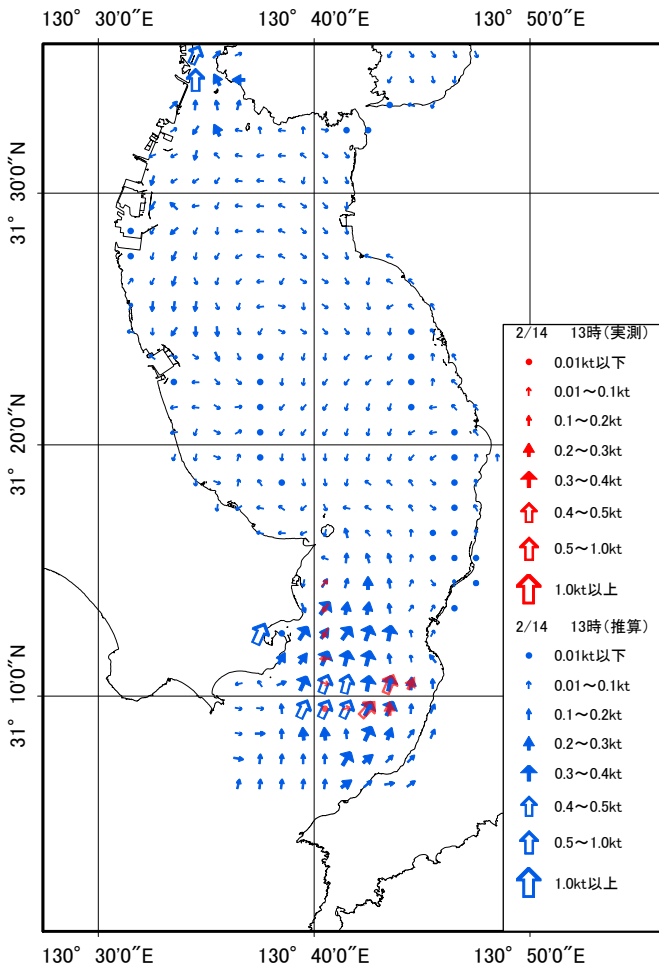 130° 30′0″E
130° 40′0″E
130° 50′0″E
31° 30′0″N
31° 20′0″N
31° 10′0″N
2/14 13時(実測)
0.01kt以下
0.01～0.1kt
0.1～0.2kt
0.2～0.3kt
0.3～0.4kt
0.4～0.5kt
0.5～1.0kt
1.0kt以上
2/14 13時(推算)
0.01kt以下
0.01～0.1kt
0.1～0.2kt
0.2～0.3kt
0.3～0.4kt
0.4～0.5kt
0.5～1.0kt
1.0kt以上
130° 30′0″E
130° 40′0″E
130° 50′0″E